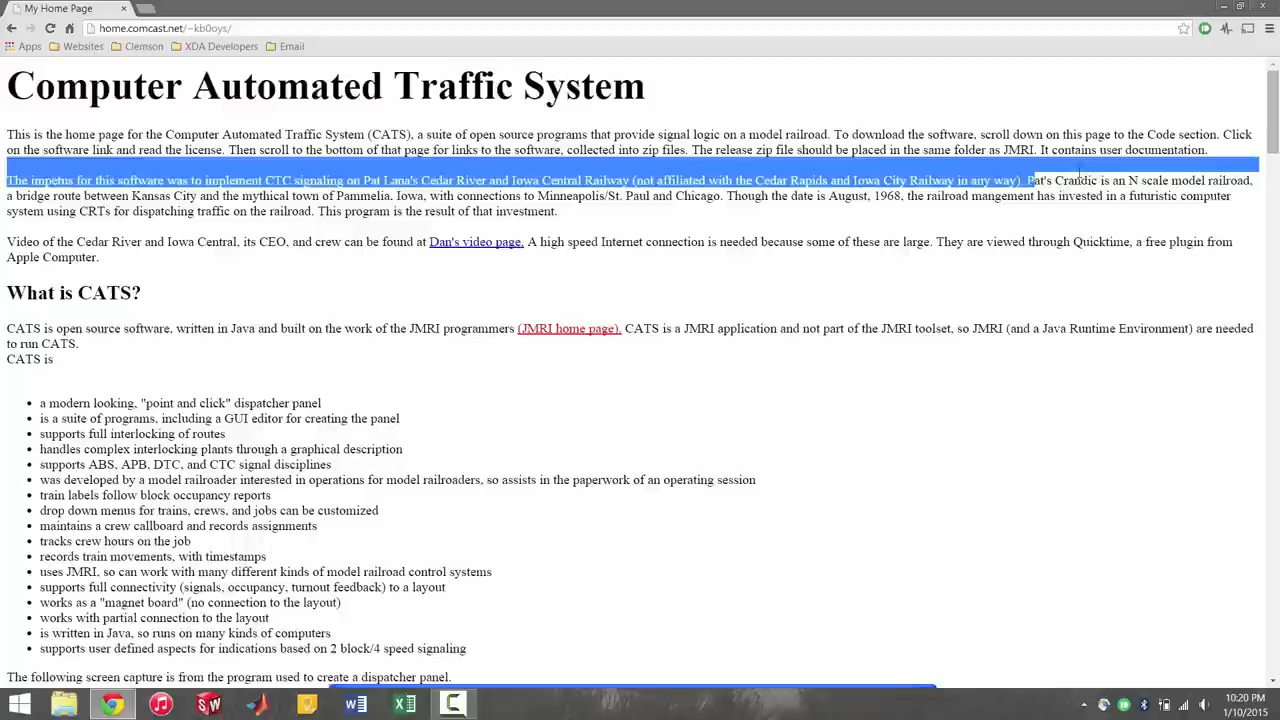 My Home Page
home.comcast.net/~kb0oys/
Apps Websites Clemson XDA Developers Email
Computer Automated Traffic System
This is the home page for the Computer Automated Traffic System (CATS), a suite of open source programs that provide signal logic on a model railroad. To download the software, scroll down on this page to the Code section. Click
on the software link and read the license. Then scroll to the bottom of that page for links to the software, collected into zip files. The release zip file should be placed in the same folder as JMRI. It contains user documentation.
The impetus for this software was to implement CTC signaling on Pat Lana's Cedar River and Iowa Central Railway (not affiliated with the Cedar Rapids and Iowa City Railway in any way). Pat's Crandic is an N scale model railroad,
a bridge route between Kansas City and the mythical town of Pammelia. Iowa, with connections to Minneapolis/St. Paul and Chicago. Though the date is August, 1968, the railroad mangement has invested in a futuristic computer
system using CRTs for dispatching traffic on the railroad. This program is the result of that investment.
Video of the Cedar River and Iowa Central, its CEO, and crew can be found at Dan's video page. A high speed Internet connection is needed because some of these are large. They are viewed through Quicktime, a free plugin from
Apple Computer.
What is CATS?
CATS is open source software, written in Java and built on the work of the JMRI programmers (JMRI home page). CATS is a JMRI application and not part of the JMRI toolset, so JMRI (and a Java Runtime Environment) are needed
to run CATS.
CATS is
• a modern looking, "point and click" dispatcher panel
• is a suite of programs, including a GUI editor for creating the panel
• supports full interlocking of routes
• handles complex interlocking plants through a graphical description
• supports ABS, APB, DTC, and CTC signal disciplines
• was developed by a model railroader interested in operations for model railroaders, so assists in the paperwork of an operating session
• train labels follow block occupancy reports
• drop down menus for trains, crews, and jobs can be customized
• maintains a crew callboard and records assignments
• tracks crew hours on the job
• records train movements, with timestamps
• uses JMRI, so can work with many different kinds of model railroad control systems
• supports full connectivity (signals, occupancy, turnout feedback) to a layout
• works as a "magnet board" (no connection to the layout)
• works with partial connection to the layout
• is written in Java, so runs on many kinds of computers
• supports user defined aspects for indications based on 2 block/4 speed signaling
The following screen capture is from the program used to create a dispatcher panel.
10:20 PM
1/10/2015